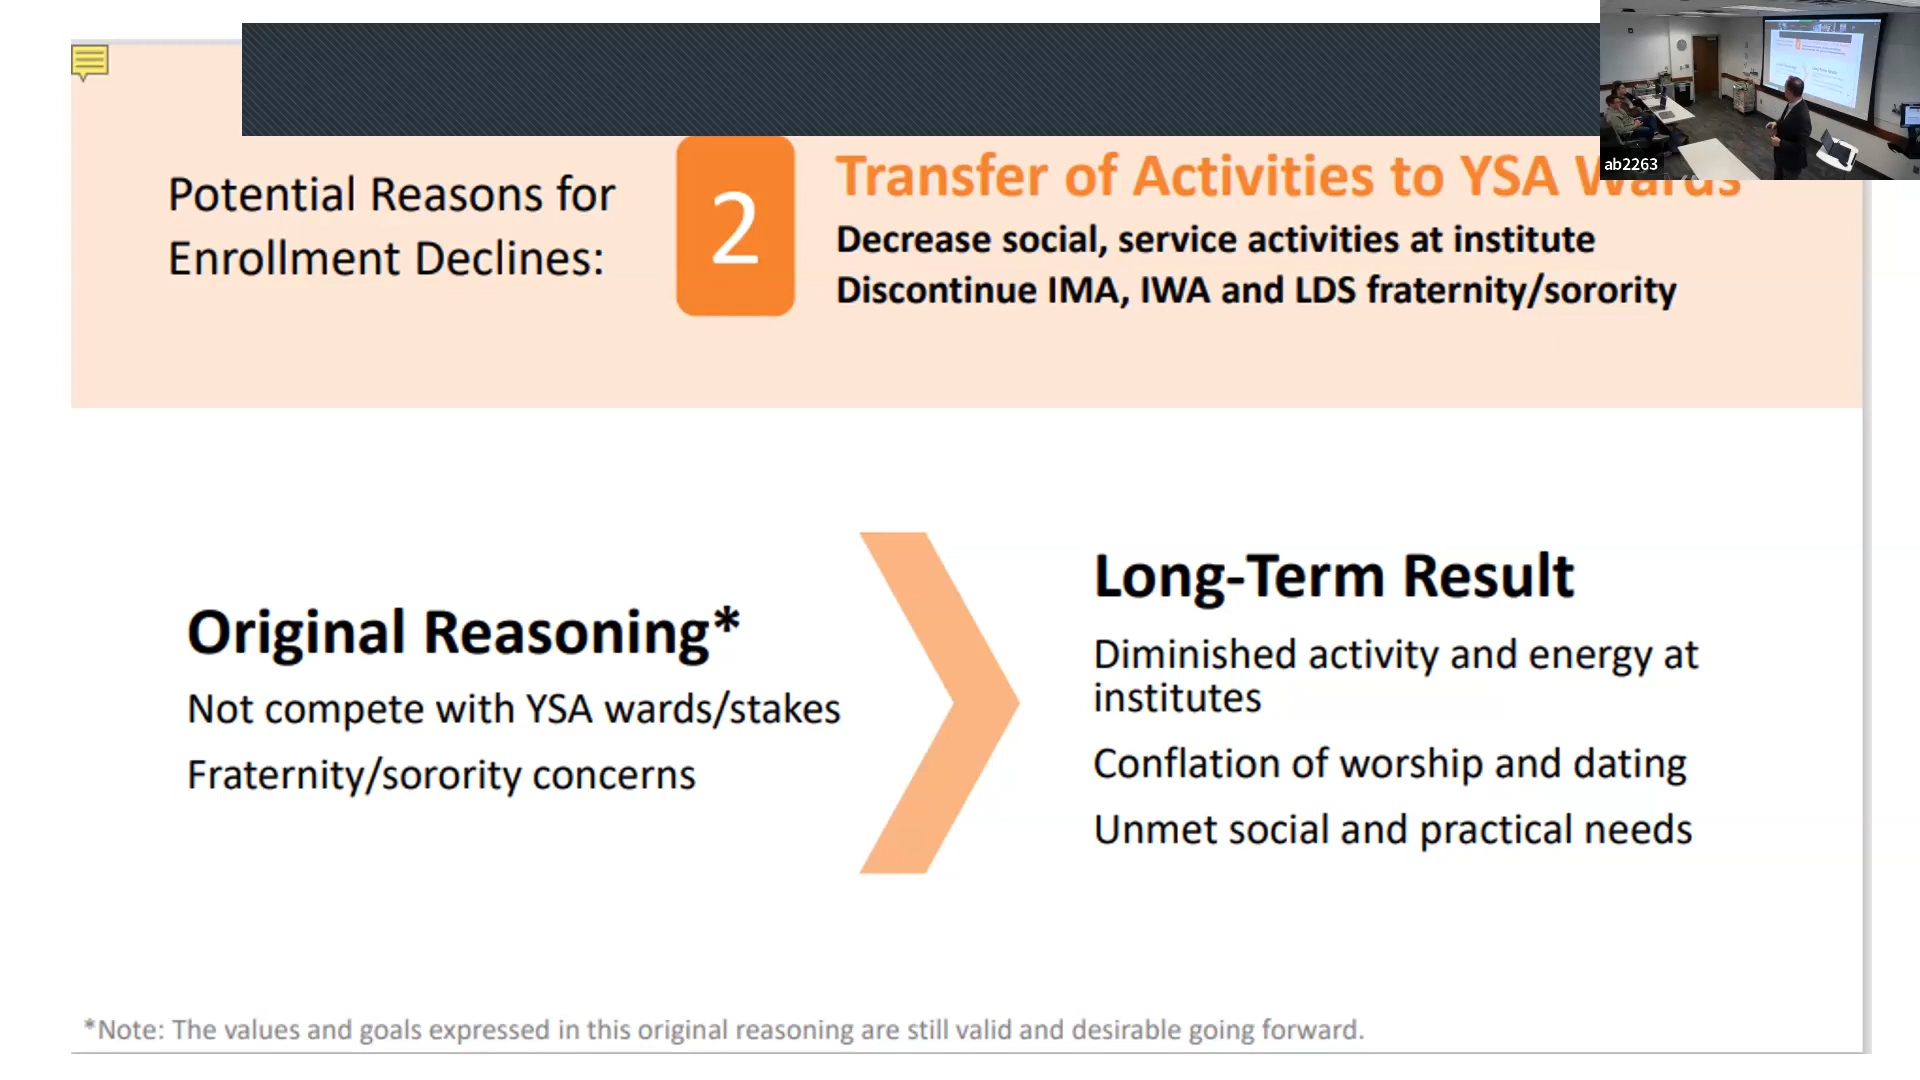 Potential Reasons for
Enrollment Declines:
2
Transfer of Activities to YSA Wards
Decrease social, service activities at institute
Discontinue IMA, IWA and LDS fraternity/sorority
ab2263
Original Reasoning*
Not compete with YSA wards/stakes
Fraternity/sorority concerns
Long-Term Result
Diminished activity and energy at
institutes
Conflation of worship and dating
Unmet social and practical needs
*Note: The values and goals expressed in this original reasoning are still valid and desirable going forward.